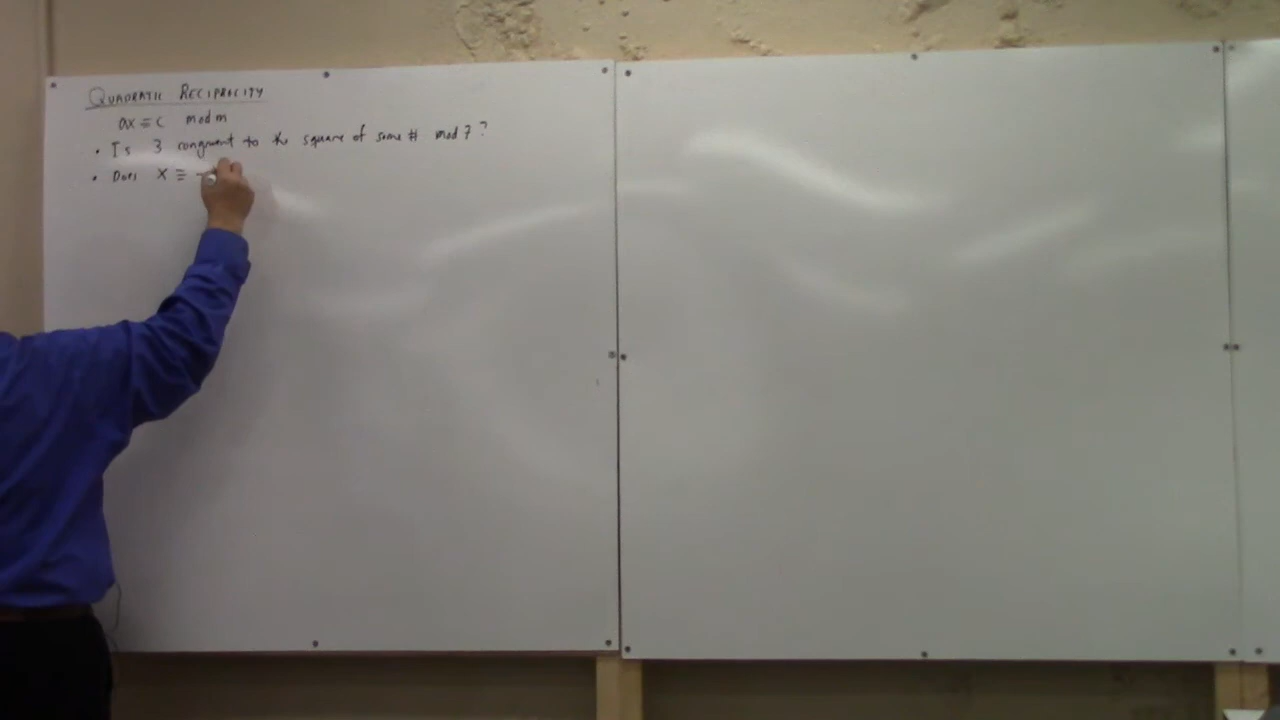 QUADRATIC RECIPROCITY
ax ≡ c mod m
• Is 3 congruent to the square of some # mod 7?
• Does X ≡ -